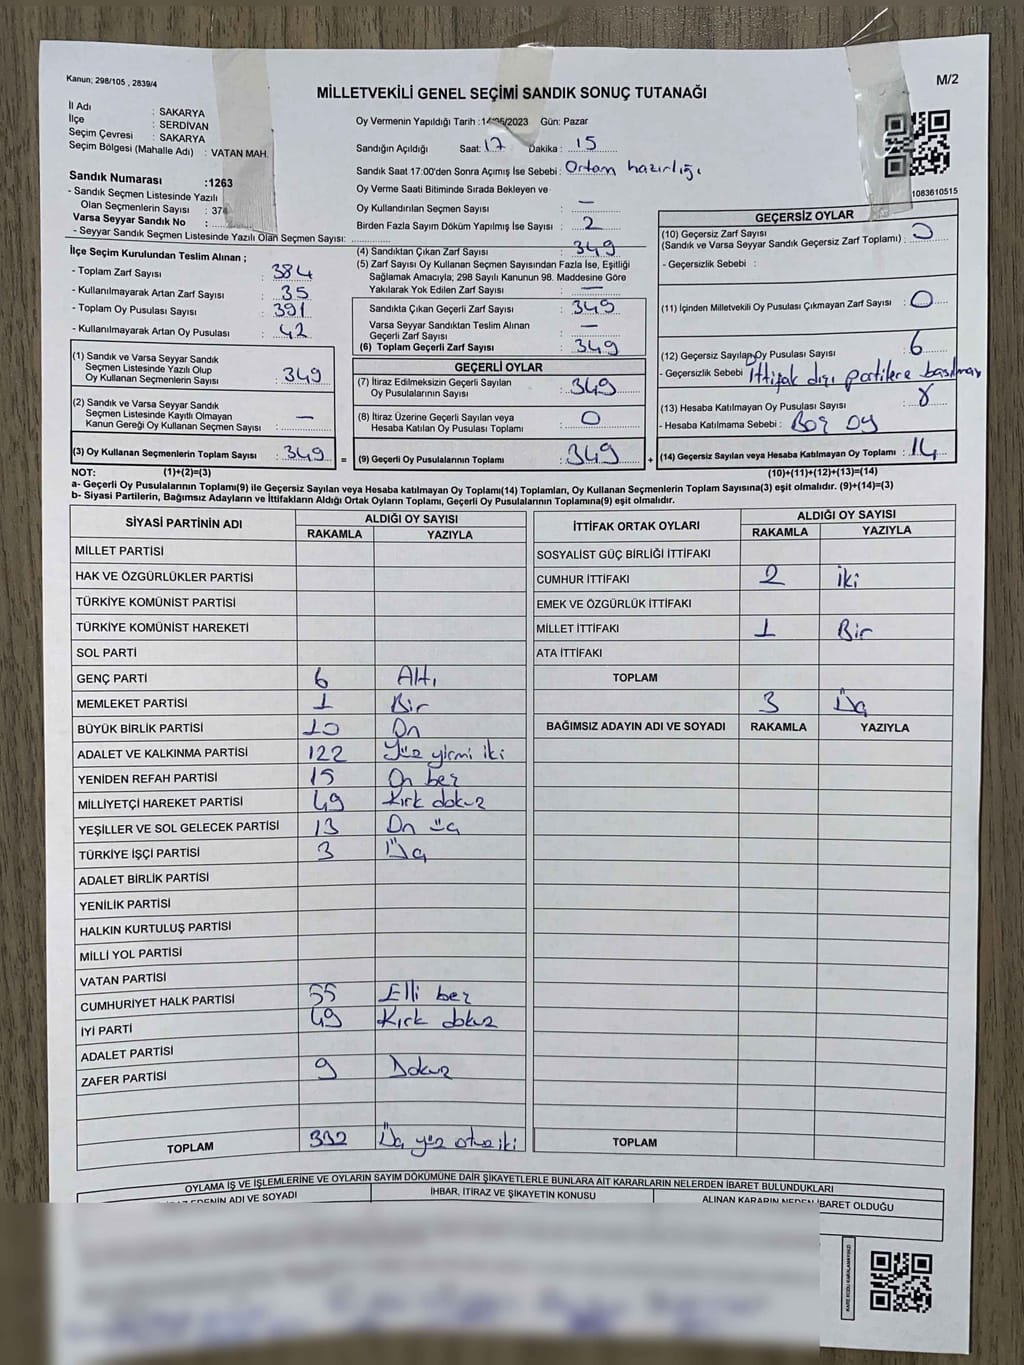 Kanun; 298/105 , 2839/4
M/2
MİLLETVEKİLİ GENEL SEÇİMİ SANDIK SONUÇ TUTANAĞI
İl Adı : SAKARYA
İlçe : SERDİVAN
Seçim Çevresi : SAKARYA
Seçim Bölgesi (Mahalle Adı) : VATAN MAH.
Sandık Numarası :1263
- Sandık Seçmen Listesinde Yazılı
Olan Seçmenlerin Sayısı : 374
Varsa Seyyar Sandık No :
- Seyyar Sandık Seçmen Listesinde Yazılı Olan Seçmen Sayısı:
İlçe Seçim Kurulundan Teslim Alınan ;
- Toplam Zarf Sayısı : 384
- Kullanılmayarak Artan Zarf Sayısı : 35
- Toplam Oy Pusulası Sayısı : 391
- Kullanılmayarak Artan Oy Pusulası : 42
(1) Sandık ve Varsa Seyyar Sandık
Seçmen Listesinde Yazılı Olup
Oy Kullanan Seçmenlerin Sayısı : 349
(2) Sandık ve Varsa Seyyar Sandık
Seçmen Listesinde Kayıtlı Olmayan
Kanun Gereği Oy Kullanan Seçmen Sayısı : —
(3) Oy Kullanan Seçmenlerin Toplam Sayısı : 349 =
Oy Vermenin Yapıldığı Tarih :14/05/2023 Gün: Pazar
Sandığın Açıldığı Saat: 17 Dakika : 15
Sandık Saat 17:00'den Sonra Açımış İse Sebebi : Ortam hazırlığı
Oy Verme Saati Bitiminde Sırada Bekleyen ve
Oy Kullandırılan Seçmen Sayısı : —
Birden Fazla Sayım Döküm Yapılmış İse Sayısı : 2
(4) Sandıktan Çıkan Zarf Sayısı : 349
(5) Zarf Sayısı Oy Kullanan Seçmen Sayısından Fazla İse, Eşitliği
Sağlamak Amacıyla; 298 Sayılı Kanunun 98. Maddesine Göre
Yakılarak Yok Edilen Zarf Sayısı : —
Sandıkta Çıkan Geçerli Zarf Sayısı : 349
Varsa Seyyar Sandıktan Teslim Alınan
Geçerli Zarf Sayısı : —
(6) Toplam Geçerli Zarf Sayısı : 349
GEÇERLİ OYLAR
(7) İtiraz Edilmeksizin Geçerli Sayılan
Oy Pusulalarının Sayısı : 349
(8) İtiraz Üzerine Geçerli Sayılan veya
Hesaba Katılan Oy Pusulası Toplamı : 0
(9) Geçerli Oy Pusulalarının Toplamı : 349 +
1083610515
GEÇERSİZ OYLAR
(10) Geçersiz Zarf Sayısı
(Sandık ve Varsa Seyyar Sandık Geçersiz Zarf Toplamı) : 0
- Geçersizlik Sebebi :
(11) İçinden Milletvekili Oy Pusulası Çıkmayan Zarf Sayısı : 0
(12) Geçersiz Sayılan Oy Pusulası Sayısı : 6
- Geçersizlik Sebebi : İttifak dışı partilere basılması
(13) Hesaba Katılmayan Oy Pusulası Sayısı : 8
- Hesaba Katılmama Sebebi : Boş oy
(14) Geçersiz Sayılan veya Hesaba Katılmayan Oy Toplamı : 14
NOT: (1)+(2)=(3) (10)+(11)+(12)+(13)=(14)
a- Geçerli Oy Pusulalarının Toplamı(9) ile Geçersiz Sayılan veya Hesaba Katılmayan Oy Toplamı(14) Toplamları, Oy Kullanan Seçmenlerin Toplam Sayısına(3) eşit olmalıdır. (9)+(14)=(3)
b- Siyasi Partilerin, Bağımsız Adayların ve İttifakların Aldığı Ortak Oyların Toplamı, Geçerli Oy Pusulalarının Toplamına(9) eşit olmalıdır.
SİYASİ PARTİNİN ADI ALDIĞI OY SAYISI
RAKAMLA YAZIYLA
MİLLET PARTİSİ
HAK VE ÖZGÜRLÜKLER PARTİSİ
TÜRKİYE KOMÜNİST PARTİSİ
TÜRKİYE KOMÜNİST HAREKETİ
SOL PARTİ
GENÇ PARTİ 6 Altı
MEMLEKET PARTİSİ 1 Bir
BÜYÜK BİRLİK PARTİSİ 10 On
ADALET VE KALKINMA PARTİSİ 122 Yüz yirmi iki
YENİDEN REFAH PARTİSİ 15 On beş
MİLLİYETÇİ HAREKET PARTİSİ 49 Kırk dokuz
YEŞİLLER VE SOL GELECEK PARTİSİ 13 On üç
TÜRKİYE İŞÇİ PARTİSİ 3 Üç
ADALET BİRLİK PARTİSİ
YENİLİK PARTİSİ
HALKIN KURTULUŞ PARTİSİ
MİLLİ YOL PARTİSİ
VATAN PARTİSİ
CUMHURİYET HALK PARTİSİ 55 Elli beş
İYİ PARTİ 49 Kırk dokuz
ADALET PARTİSİ
ZAFER PARTİSİ 9 Dokuz
TOPLAM 332 Üç yüz otuz iki
İTTİFAK ORTAK OYLARI ALDIĞI OY SAYISI
RAKAMLA YAZIYLA
SOSYALİST GÜÇ BİRLİĞİ İTTİFAKI
CUMHUR İTTİFAKI 2 İki
EMEK VE ÖZGÜRLÜK İTTİFAKI
MİLLET İTTİFAKI 1 Bir
ATA İTTİFAKI
TOPLAM
3 Üç
BAĞIMSIZ ADAYIN ADI VE SOYADI RAKAMLA YAZIYLA
TOPLAM
OYLAMA İŞ VE İŞLEMLERİNE VE OYLARIN SAYIM DÖKÜMÜNE DAİR ŞİKAYETLERLE BUNLARA AİT KARARLARIN NELERDEN İBARET BULUNDUKLARI
EDENİN ADI VE SOYADI İHBAR, İTİRAZ VE ŞİKAYETİN KONUSU ALINAN KARARIN NEDEN İBARET OLDUĞU
KARE KODU KARALAMAYINIZ